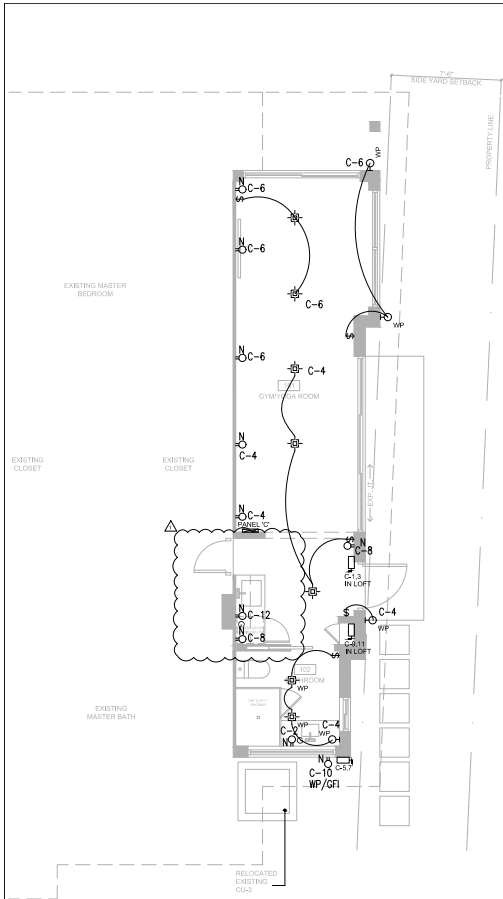 7'-6"
SIDE YARD SETBACK
PROPERTY LINE
WP
C-6
N
C-6
$
N
C-6
C-6
EXISTING MASTER
BEDROOM
WP
$
N
C-6
C-4
101
GYM/YOGA ROOM
N
C-4
EXISTING
CLOSET
EXISTING
CLOSET
EXP. JT.
N
C-4
1
PANEL 'C'
$
N
C-8
C-1,3
IN LOFT
N
C-12
N
C-8
$
C-4
WP
C-9,11
IN LOFT
$
102
WP
EXISTING
MASTER BATH
WP
C-2
C-4
WP
N
N
C-5,7
C-10
WP/GFI
RELOCATED
EXISTING
CU-3